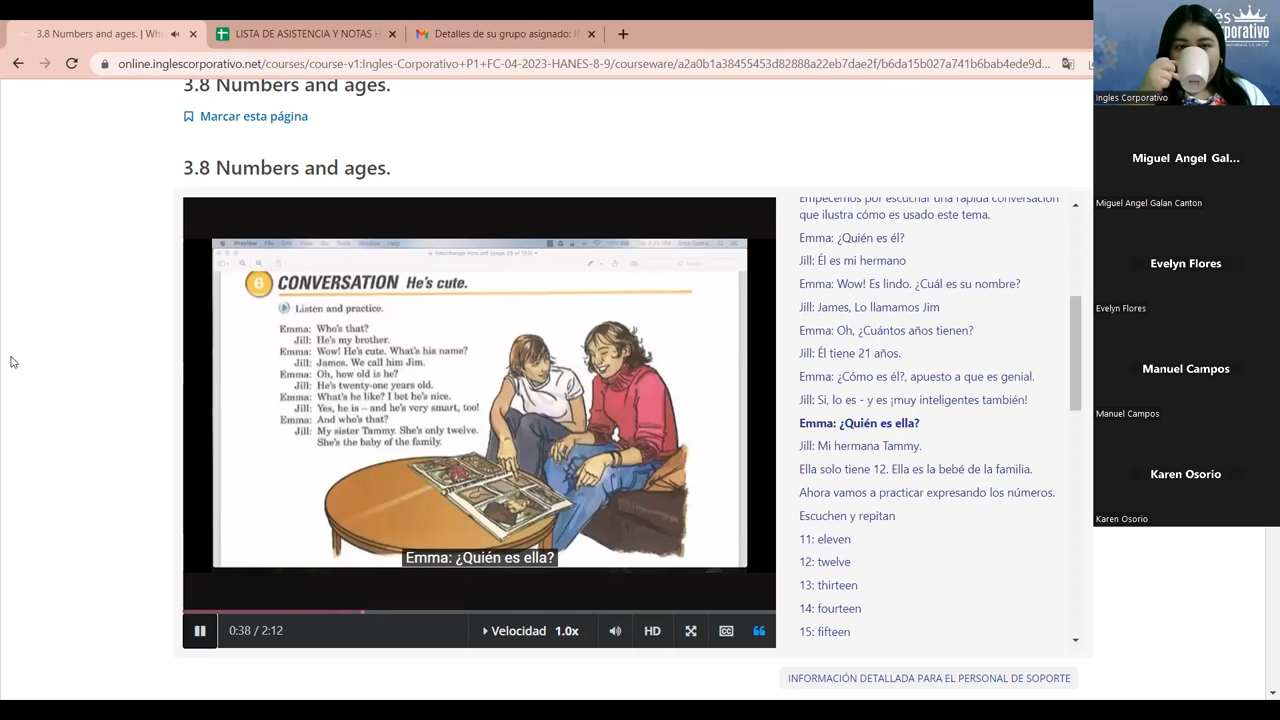 3.8 Numbers and ages. | Who
LISTA DE ASISTENCIA Y NOTAS H
Detalles de su grupo asignado: I
online.inglescorporativo.net/courses/course-v1:Ingles-Corporativo+P1+FC-04-2023-HANES-8-9/courseware/a2a0b1a38455453d82888a22eb7dae2f/b6da15b027a741b6bab4ede9d...
3.8 Numbers and ages.
Marcar esta página
3.8 Numbers and ages.
6 CONVERSATION He's cute.
Listen and practice.
Emma: Who's that?
Jill: He's my brother.
Emma: Wow! He's cute. What's his name?
Jill: James. We call him Jim.
Emma: Oh, how old is he?
Jill: He's twenty-one years old.
Emma: What's he like? I bet he's nice.
Jill: Yes, he is – and he's very smart, too!
Emma: And who's that?
Jill: My sister Tammy. She's only twelve.
She's the baby of the family.
Emma: ¿Quién es ella?
0:38 / 2:12
Velocidad 1.0x
HD
CC
Empecemos por escuchar una rápida conversación
que ilustra cómo es usado este tema.
Emma: ¿Quién es él?
Jill: Él es mi hermano
Emma: Wow! Es lindo. ¿Cuál es su nombre?
Jill: James, Lo llamamos Jim
Emma: Oh, ¿Cuántos años tienen?
Jill: Él tiene 21 años.
Emma: ¿Cómo es él?, apuesto a que es genial.
Jill: Si, lo es - y es ¡muy inteligentes también!
Emma: ¿Quién es ella?
Jill: Mi hermana Tammy.
Ella solo tiene 12. Ella es la bebé de la familia.
Ahora vamos a practicar expresando los números.
Escuchen y repitan
11: eleven
12: twelve
13: thirteen
14: fourteen
15: fifteen
INFORMACIÓN DETALLADA PARA EL PERSONAL DE SOPORTE
Ingles Corporativo
Miguel Angel Gal...
Miguel Angel Galan Canton
Evelyn Flores
Evelyn Flores
Manuel Campos
Manuel Campos
Karen Osorio
Karen Osorio